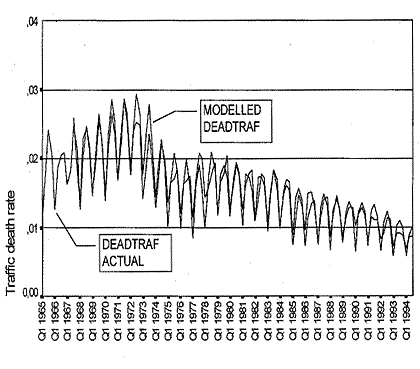 ,04
,03
,02
,01
0,00
Traffic death rate
MODELLED
DEADTRAF
DEADTRAF
ACTUAL
Q1 1965
Q1 1966
Q1 1967
Q1 1968
Q1 1969
Q1 1970
Q1 1971
Q1 1972
Q1 1973
Q1 1974
Q1 1975
Q1 1976
Q1 1977
Q1 1978
Q1 1979
Q1 1980
Q1 1981
Q1 1982
Q1 1983
Q1 1984
Q1 1985
Q1 1986
Q1 1987
Q1 1988
Q1 1989
Q1 1990
Q1 1991
Q1 1992
Q1 1993
Q1 1994